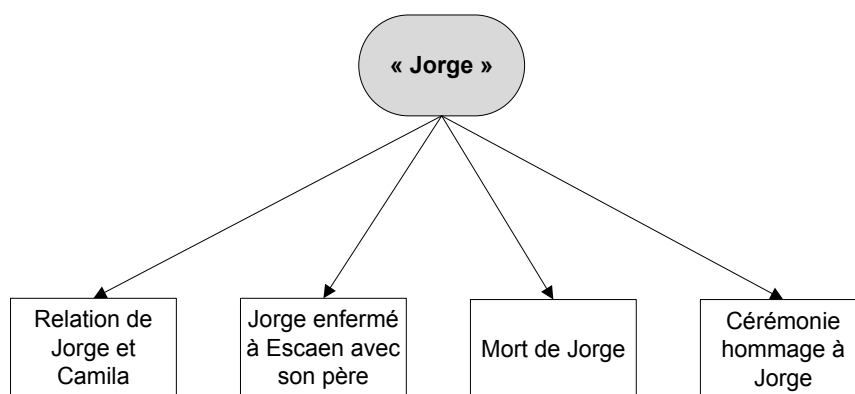 « Jorge »
Relation de
Jorge et
Camila
Jorge enfermé
à Escaen avec
son père
Mort de Jorge
Cérémonie
hommage à
Jorge